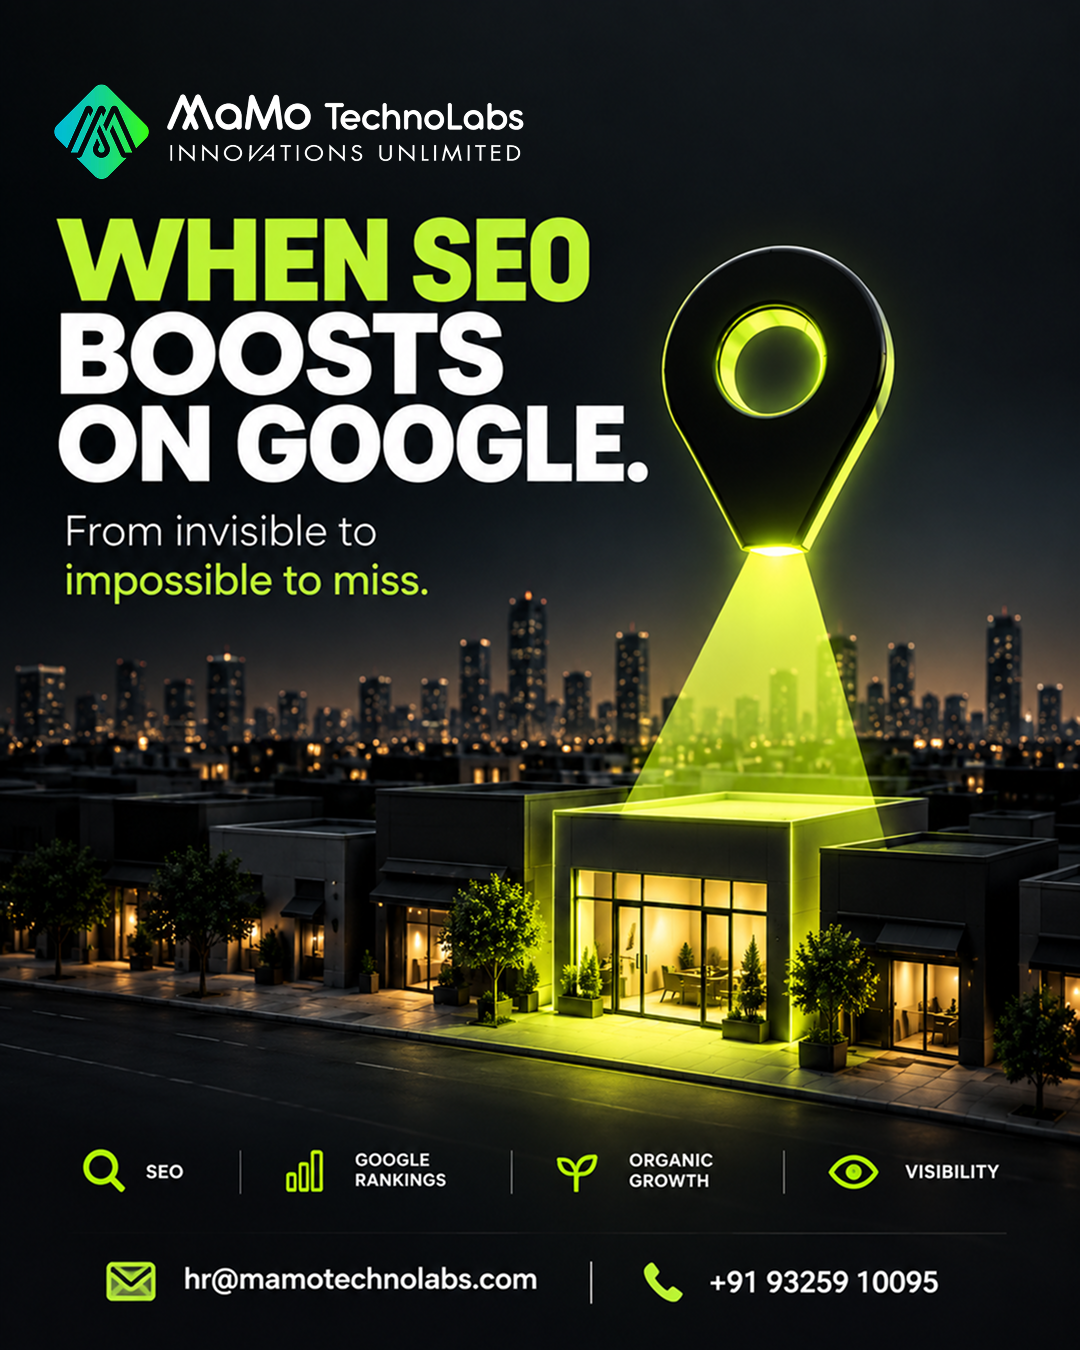 MaMo TechnoLabs
INNOVATIONS UNLIMITED
WHEN SEO
BOOSTS
ON GOOGLE.
From invisible to
impossible to miss.
SEO
GOOGLE
RANKINGS
ORGANIC
GROWTH
VISIBILITY
hr@mamotechnolabs.com
+91 93259 10095